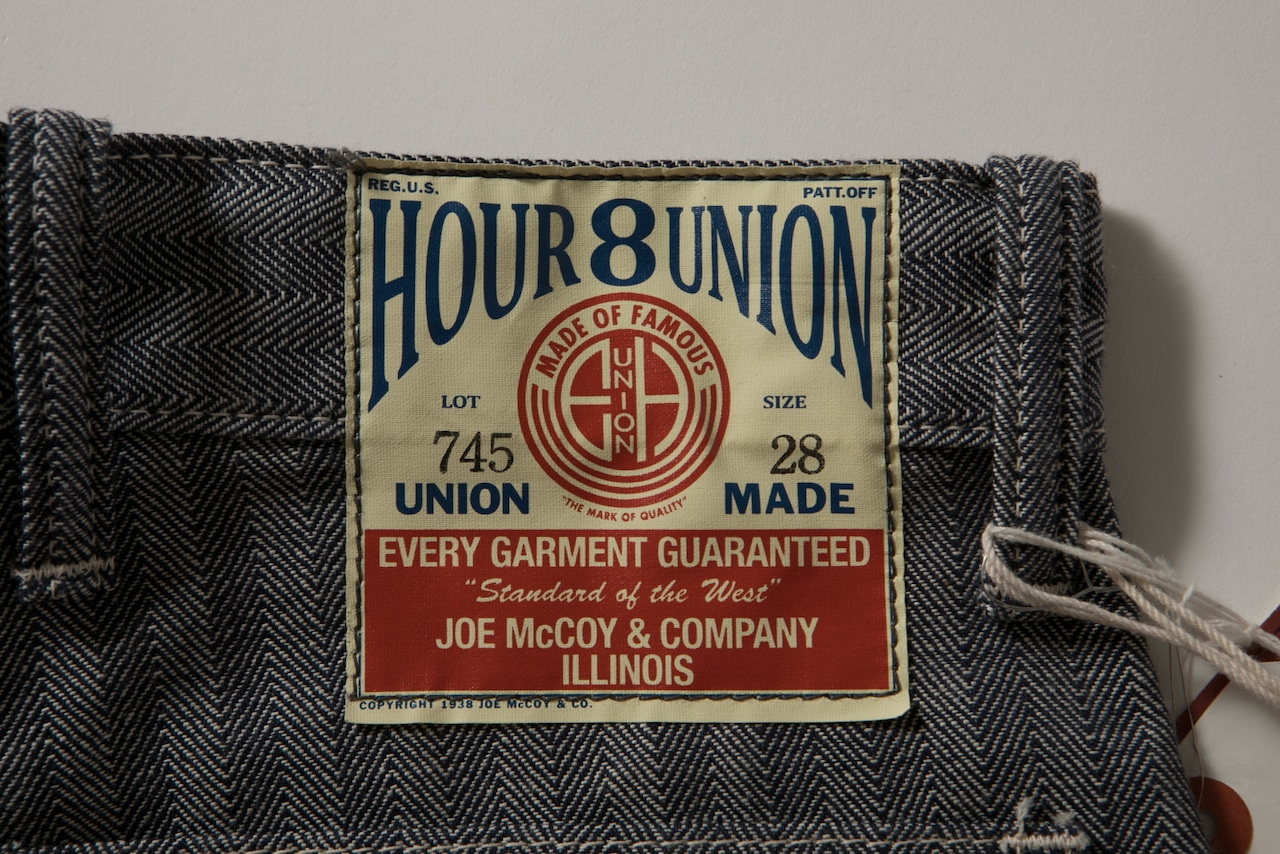 REG.U.S. PATT.OFF
HOUR 8 UNION
MADE OF FAMOUS
UNION
LOT SIZE
745 28
UNION MADE
"THE MARK OF QUALITY"
EVERY GARMENT GUARANTEED
"Standard of the West"
JOE McCOY & COMPANY
ILLINOIS
COPYRIGHT 1938 JOE McCOY & CO.